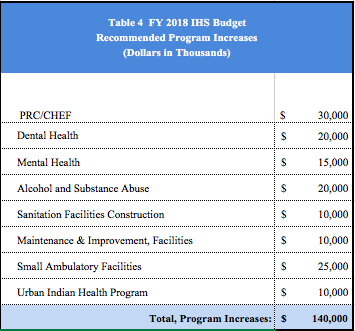 Table 4 FY 2018 IHS Budget
Recommended Program Increases
(Dollars in Thousands)
PRC/CHEF $ 30,000
Dental Health $ 20,000
Mental Health $ 15,000
Alcohol and Substance Abuse $ 20,000
Sanitation Facilities Construction $ 10,000
Maintenance & Improvement, Facilities $ 10,000
Small Ambulatory Facilities $ 25,000
Urban Indian Health Program $ 10,000
Total, Program Increases: $ 140,000